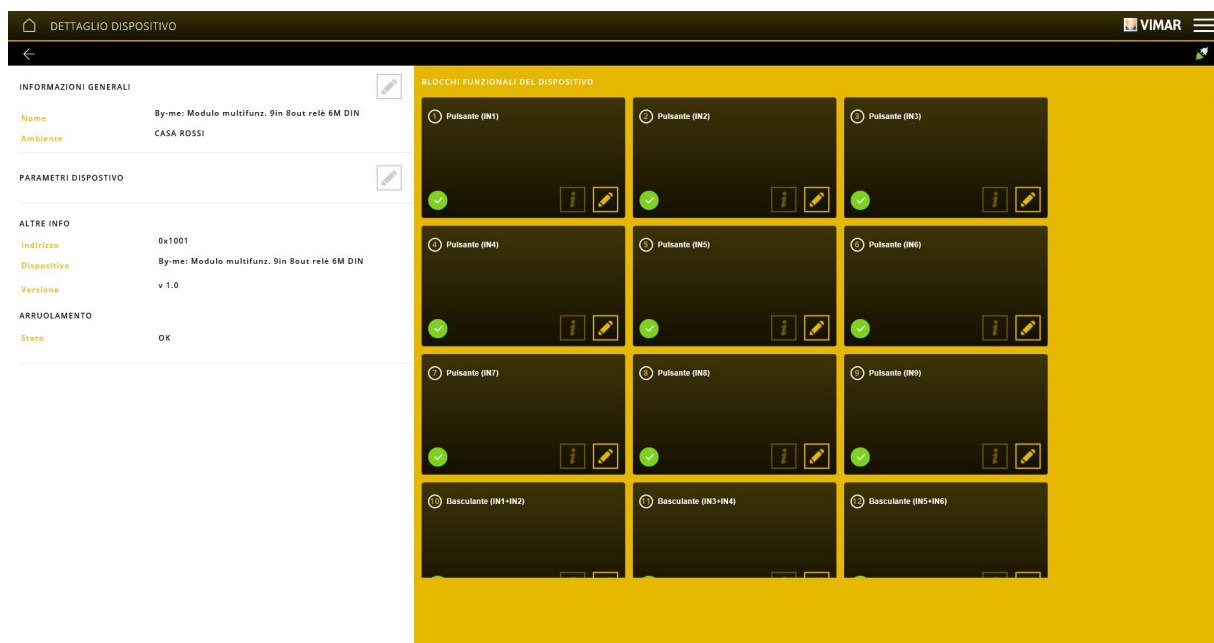 DETTAGLIO DISPOSITIVO
VIMAR
INFORMAZIONI GENERALI
Nome By-me: Modulo multifunz. 9in 8out relè 6M DIN
Ambiente CASA ROSSI
PARAMETRI DISPOSTIVO
ALTRE INFO
Indirizzo 0x1001
Dispositivo By-me: Modulo multifunz. 9in 8out relè 6M DIN
Versione v 1.0
ARRUOLAMENTO
Stato OK
BLOCCHI FUNZIONALI DEL DISPOSITIVO
1 Pulsante (IN1)
2 Pulsante (IN2)
3 Pulsante (IN3)
i i i
4 Pulsante (IN4)
5 Pulsante (IN5)
6 Pulsante (IN6)
i i i
7 Pulsante (IN7)
8 Pulsante (IN8)
9 Pulsante (IN9)
i i i
10 Basculante (IN1+IN2)
11 Basculante (IN3+IN4)
12 Basculante (IN5+IN6)